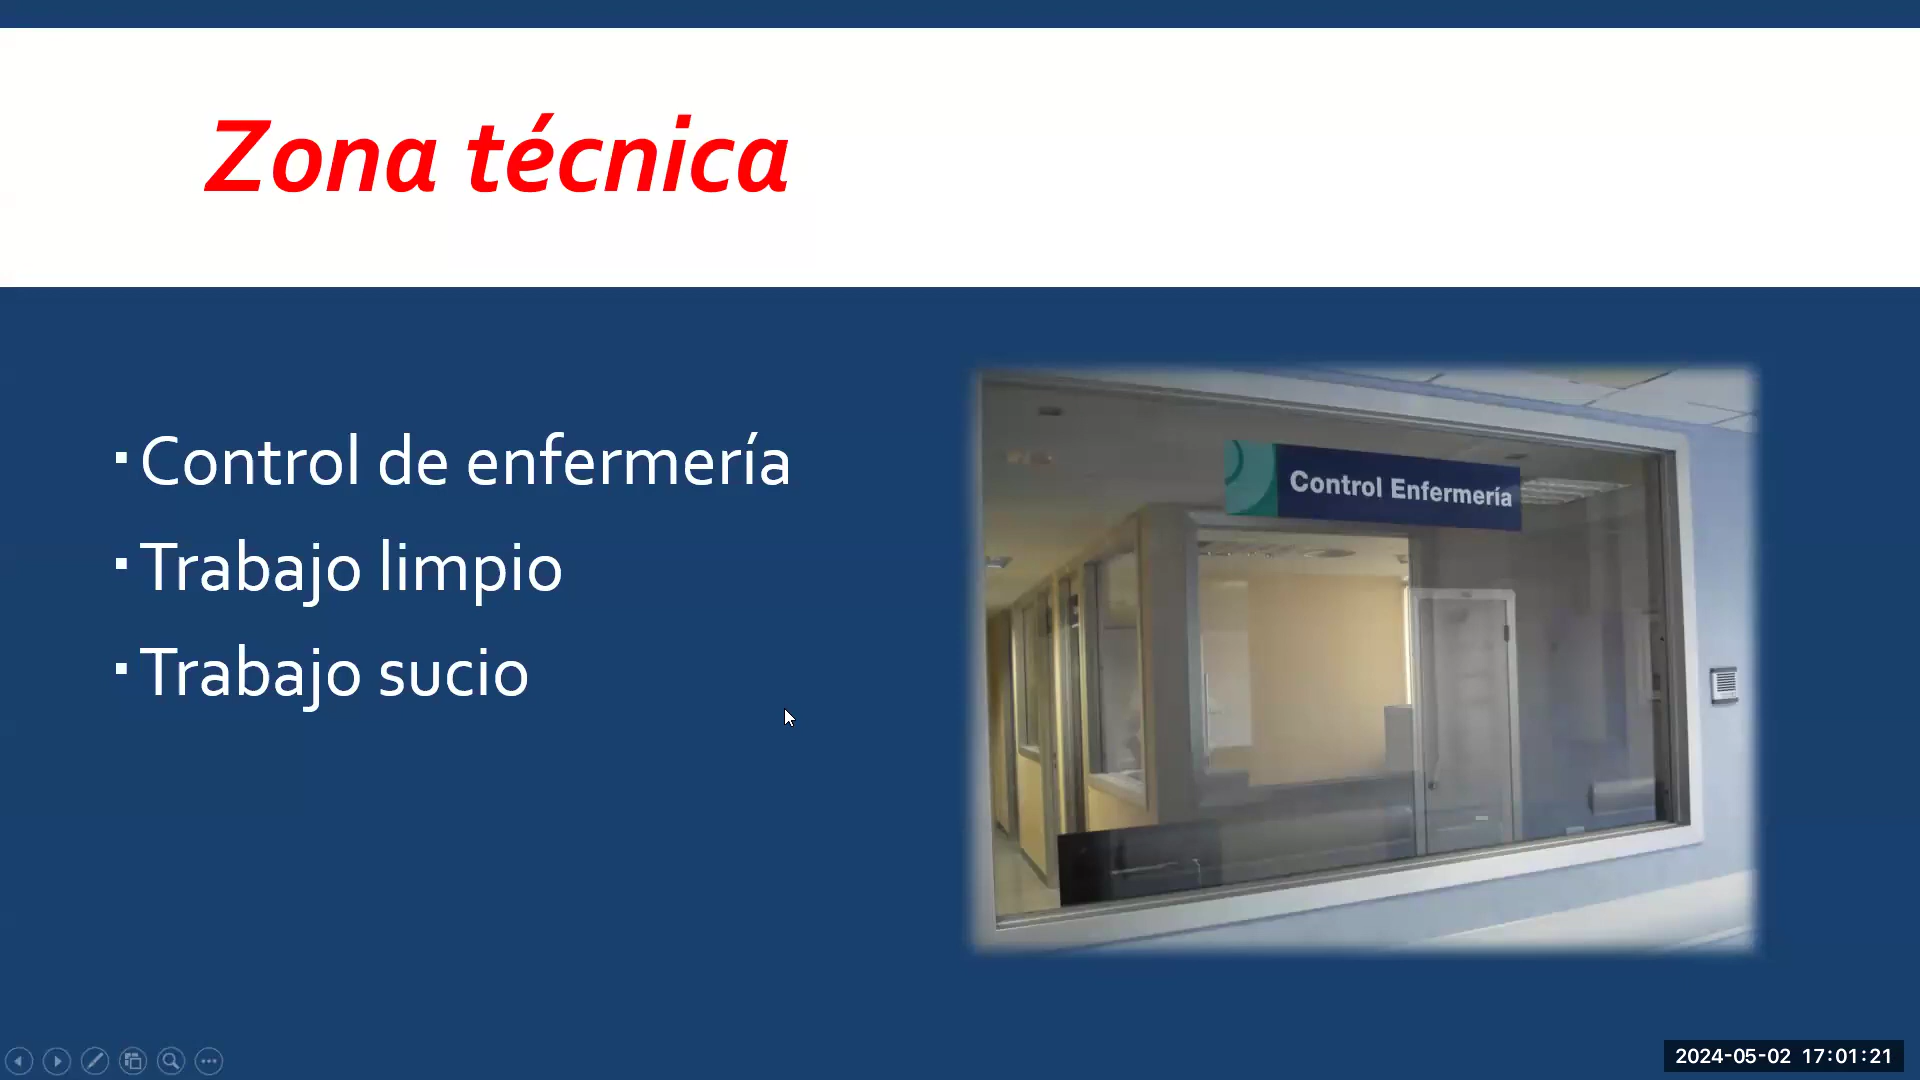 Zona técnica
Control de enfermería
Trabajo limpio
Trabajo sucio
Control Enfermería
2024-05-02 17:01:21